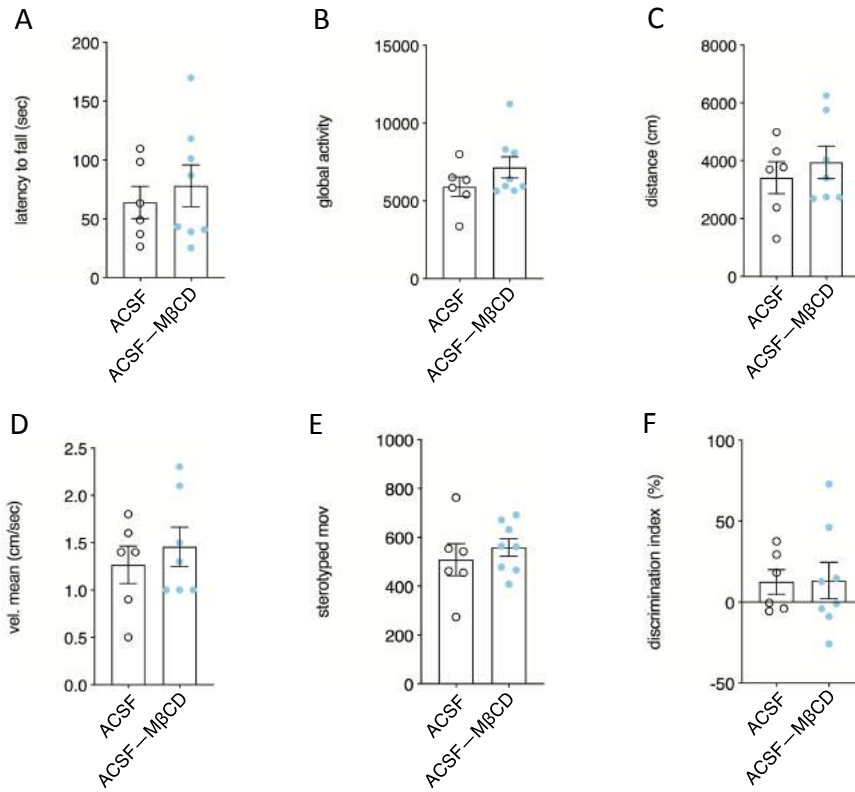 A
latency to fall (sec)
200
150
100
50
0
ACSF
ACSF—MβCD
B
global activity
15000
10000
5000
0
ACSF
ACSF—MβCD
C
distance (cm)
8000
6000
4000
2000
0
ACSF
ACSF—MβCD
D
vel. mean (cm/sec)
2.5
2.0
1.5
1.0
0.5
0.0
ACSF
ACSF—MβCD
E
sterotyped mov
1000
800
600
400
200
0
ACSF
ACSF—MβCD
F
discrimination index (%)
100
50
0
-50
ACSF
ACSF—MβCD